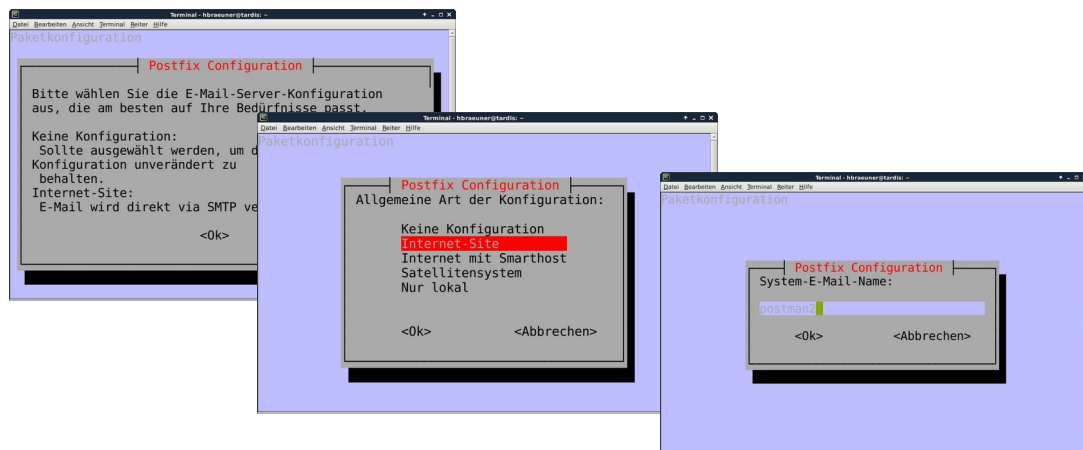 Terminal - hbraeuner@tardis: ~
Datei Bearbeiten Ansicht Terminal Reiter Hilfe
Paketkonfiguration
Postfix Configuration
Bitte wählen Sie die E-Mail-Server-Konfiguration
aus, die am besten auf Ihre Bedürfnisse passt.
Keine Konfiguration:
Sollte ausgewählt werden, um
Konfiguration unverändert zu
behalten.
Internet-Site:
E-Mail wird direkt via SMTP
<Ok>
Terminal - hbraeuner@tardis: ~
Datei Bearbeiten Ansicht Terminal Reiter Hilfe
Paketkonfiguration
Postfix Configuration
Allgemeine Art der Konfiguration:
Keine Konfiguration
Internet-Site
Internet mit Smarthost
Satellitensystem
Nur lokal
<Ok> <Abbrechen>
Terminal - hbraeuner@tardis: ~
Datei Bearbeiten Ansicht Terminal Reiter Hilfe
Paketkonfiguration
Postfix Configuration
System-E-Mail-Name:
postman2
<Ok> <Abbrechen>